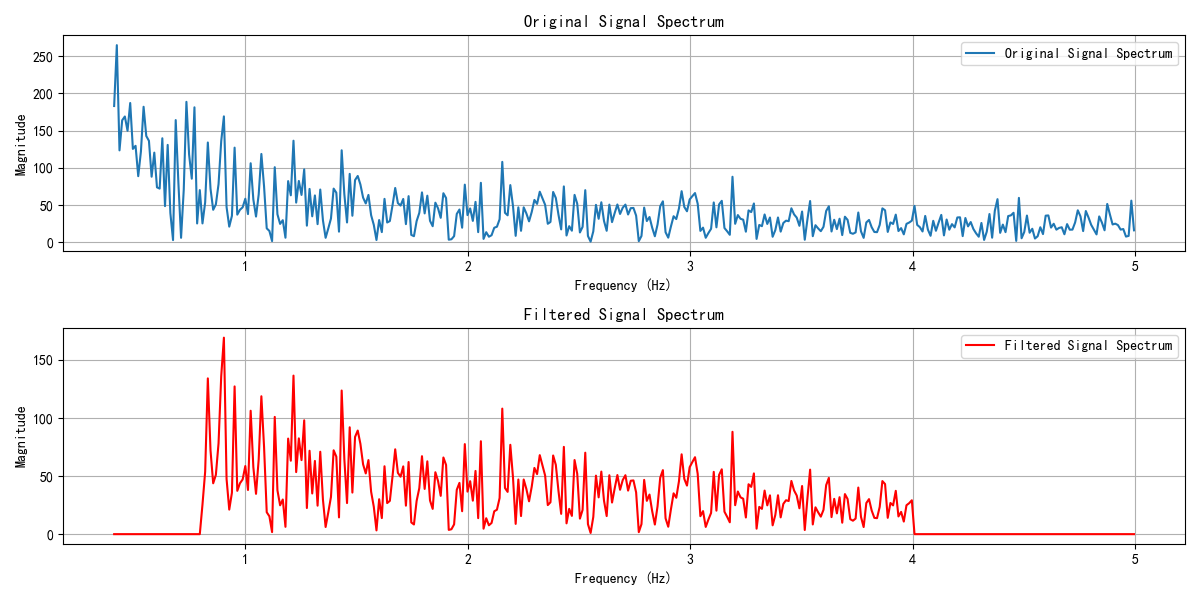 Original Signal Spectrum
Original Signal Spectrum
250
200
150
100
50
0
Magnitude
1
2
3
4
5
Frequency (Hz)
Filtered Signal Spectrum
Filtered Signal Spectrum
150
100
50
0
Magnitude
1
2
3
4
5
Frequency (Hz)